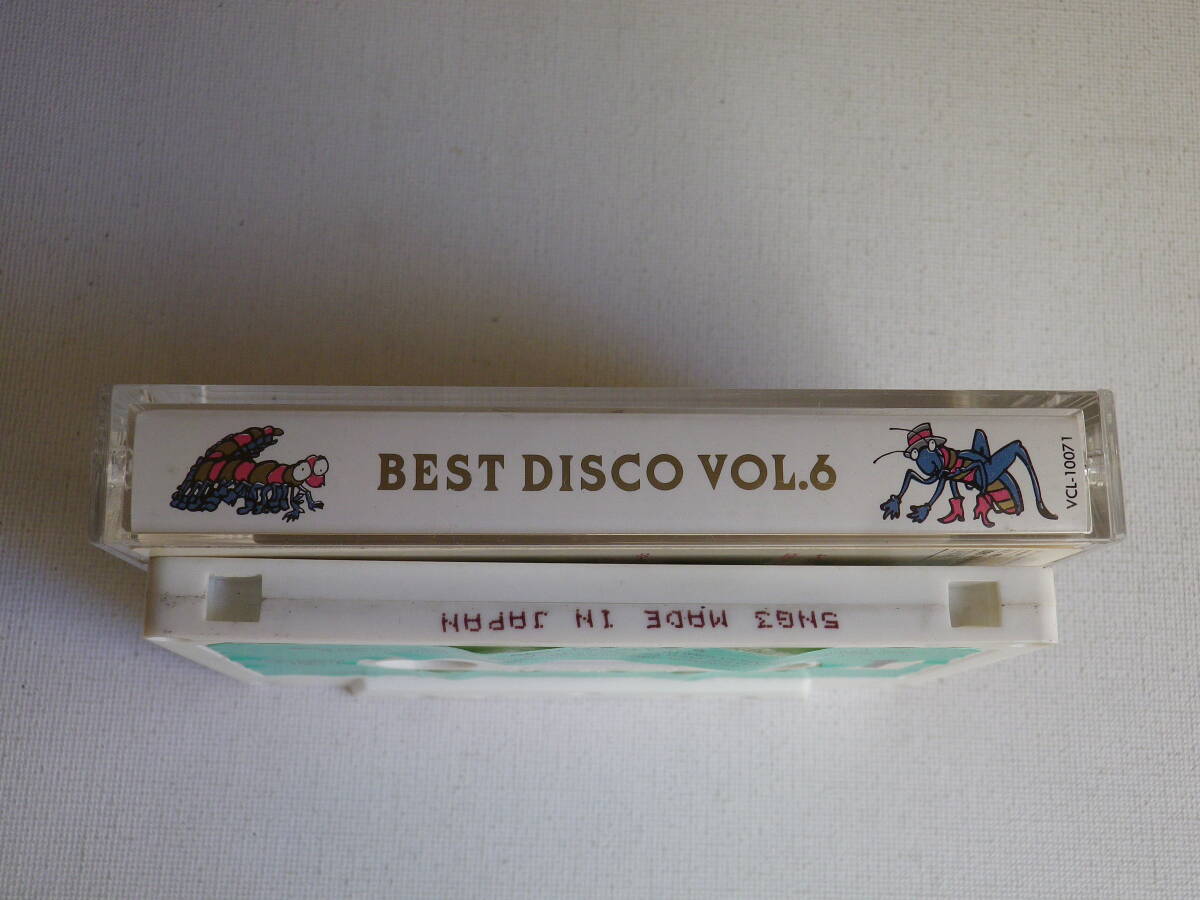 BEST DISCO VOL.6
VCL-10071
5NG3 MADE IN JAPAN